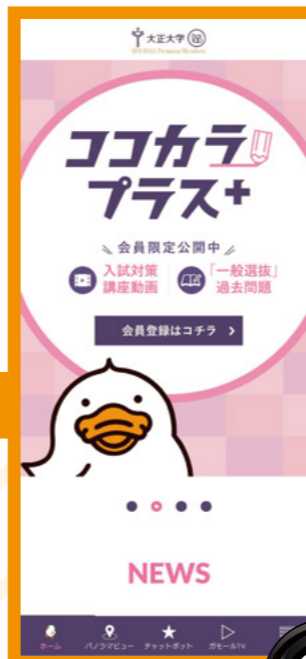 大正大学
ココカラ
プラス+
会員限定公開中
入試対策
講座動画
「一般選抜」
過去問題
会員登録はコチラ
NEWS
ホーム
パノラマビュー
チャットボット
ガモールTV